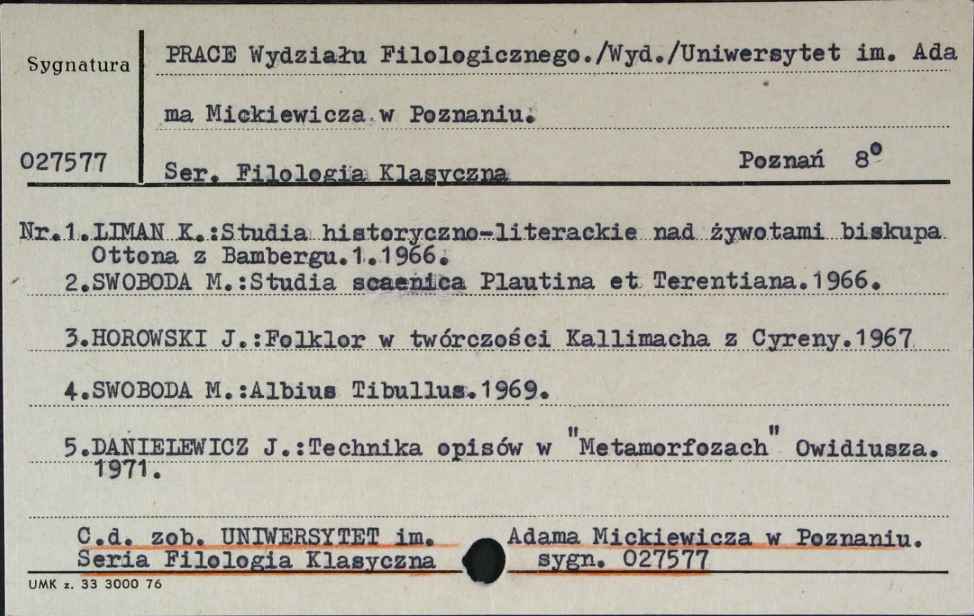 Sygnatura
PRACE Wydziału Filologicznego./Wyd./Uniwersytet im. Ada
ma Mickiewicza w Poznaniu.
027577
Ser. Filologia Klasyczna Poznań 8°
Nr.1.LIMAN K.:Studia historyczno-literackie nad żywotami biskupa
Ottona z Bambergu.1.1966.
2.SWOBODA M.:Studia scaenica Plautina et Terentiana.1966.
3.HOROWSKI J.:Folklor w twórczości Kallimacha z Cyreny.1967
4.SWOBODA M.:Albius Tibullus.1969.
5.DANIELEWICZ J.:Technika opisów w "Metamorfozach" Owidiusza.
1971.
C.d. zob. UNIWERSYTET im. Adama Mickiewicza w Poznaniu.
Seria Filologia Klasyczna sygn. 027577
UMK z. 33 3000 76